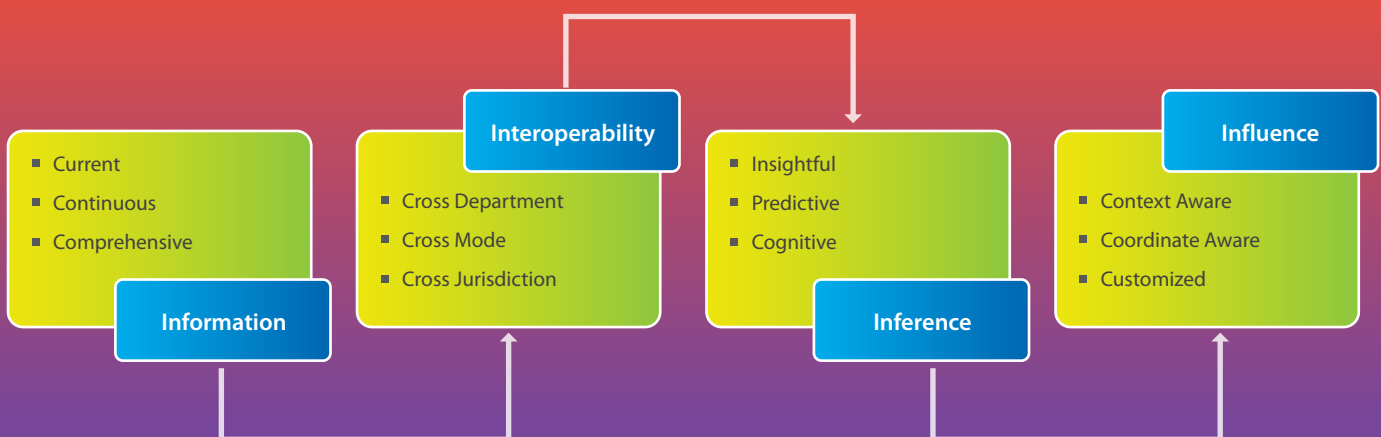 Current
Continuous
Comprehensive
Information
Interoperability
Cross Department
Cross Mode
Cross Jurisdiction
Insightful
Predictive
Cognitive
Inference
Influence
Context Aware
Coordinate Aware
Customized